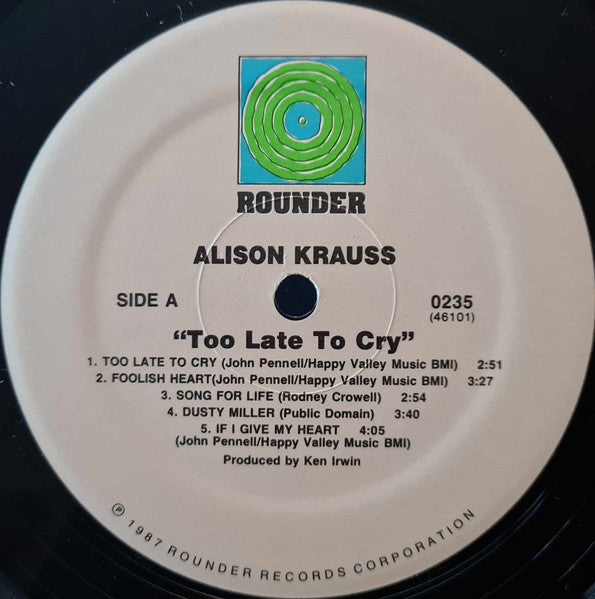 ROUNDER
ALISON KRAUSS
SIDE A
0235
(46101)
"Too Late To Cry"
1. TOO LATE TO CRY (John Pennell/Happy Valley Music BMI) 2:51
2. FOOLISH HEART(John Pennell/Happy Valley Music BMI) 3:27
3. SONG FOR LIFE (Rodney Crowell) 2:54
4. DUSTY MILLER (Public Domain) 3:40
5. IF I GIVE MY HEART 4:05
(John Pennell/Happy Valley Music BMI)
Produced by Ken Irwin
℗ 1987 ROUNDER RECORDS CORPORATION